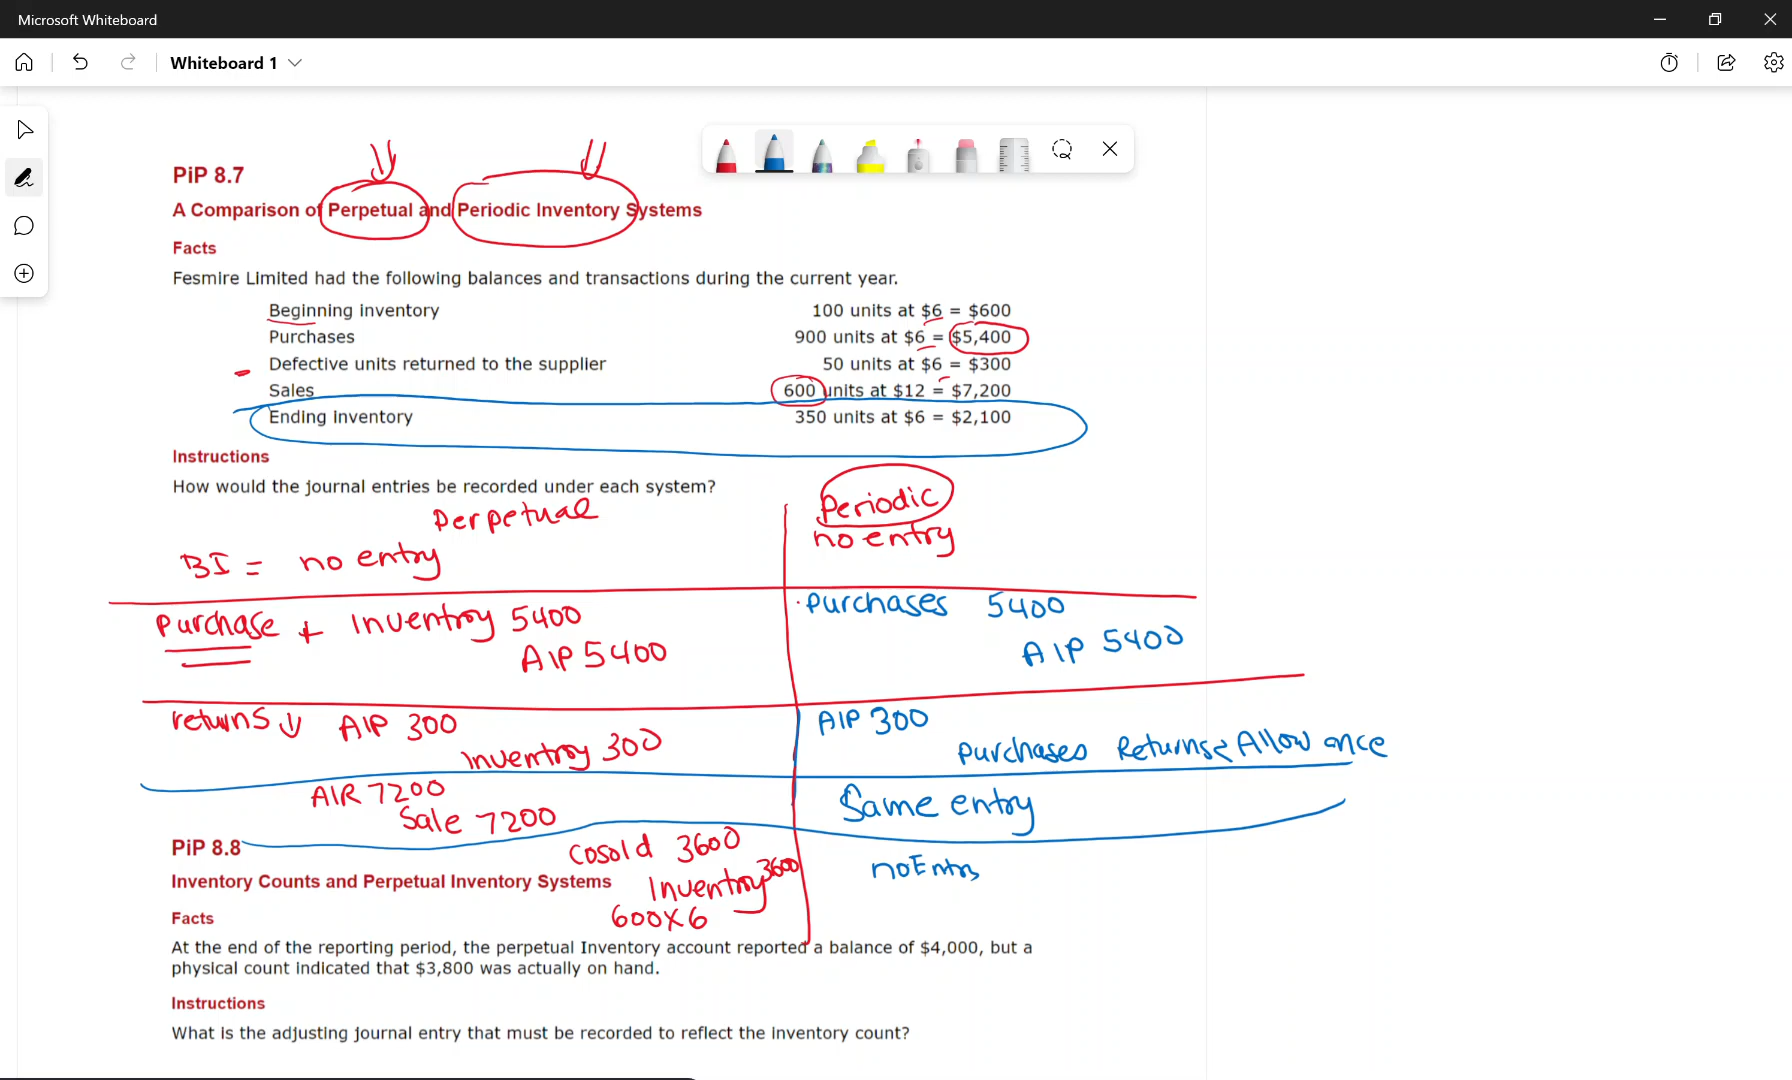 Microsoft Whiteboard
Whiteboard 1
PiP 8.7
A Comparison of Perpetual and Periodic Inventory Systems
Facts
Fesmire Limited had the following balances and transactions during the current year.
Beginning inventory 100 units at $6 = $600
Purchases 900 units at $6 = $5,400
Defective units returned to the supplier 50 units at $6 = $300
Sales 600 units at $12 = $7,200
Ending inventory 350 units at $6 = $2,100
Instructions
How would the journal entries be recorded under each system?
Perpetual Periodic
BI = no entry no entry
Purchase + Inventroy 5400 Purchases 5400
A/P 5400 A/P 5400
returns ↓ A/P 300 A/P 300
Inventroy 300 Purchases Returns & Allowance
A/R 7200 Same entry
Sale 7200
Cosold 3600 no Entry
Inventroy 3600
600x6
PiP 8.8
Inventory Counts and Perpetual Inventory Systems
Facts
At the end of the reporting period, the perpetual Inventory account reported a balance of $4,000, but a
physical count indicated that $3,800 was actually on hand.
Instructions
What is the adjusting journal entry that must be recorded to reflect the inventory count?